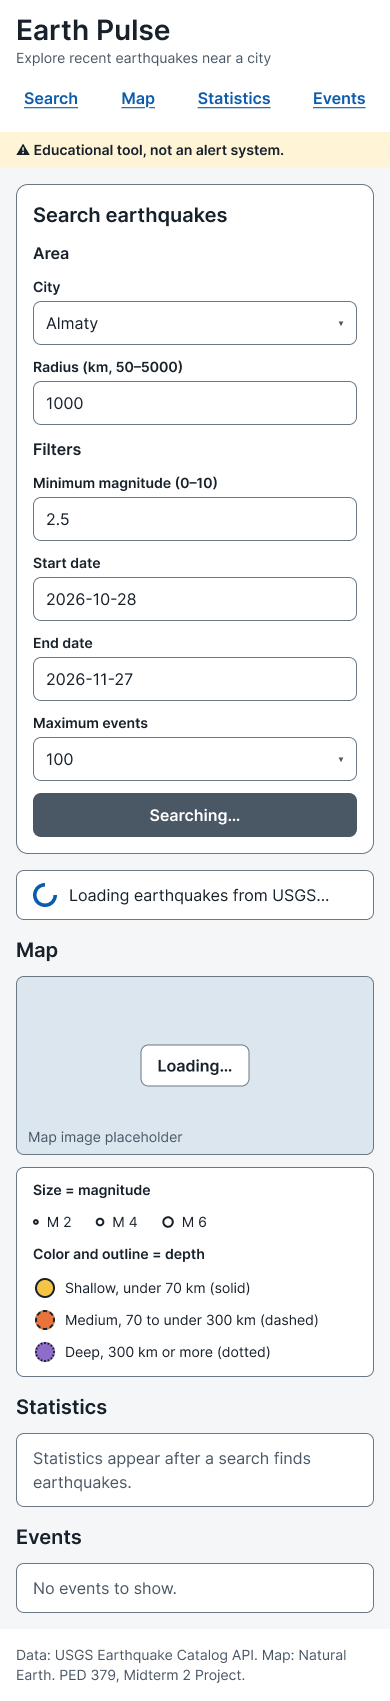 Earth Pulse
Explore recent earthquakes near a city
Search Map Statistics Events
⚠ Educational tool, not an alert system.
Search earthquakes
Area
City
Almaty
Radius (km, 50–5000)
1000
Filters
Minimum magnitude (0–10)
2.5
Start date
2026-10-28
End date
2026-11-27
Maximum events
100
Searching...
Loading earthquakes from USGS...
Map
Loading...
Map image placeholder
Size = magnitude
M 2 M 4 M 6
Color and outline = depth
Shallow, under 70 km (solid)
Medium, 70 to under 300 km (dashed)
Deep, 300 km or more (dotted)
Statistics
Statistics appear after a search finds
earthquakes.
Events
No events to show.
Data: USGS Earthquake Catalog API. Map: Natural
Earth. PED 379, Midterm 2 Project.